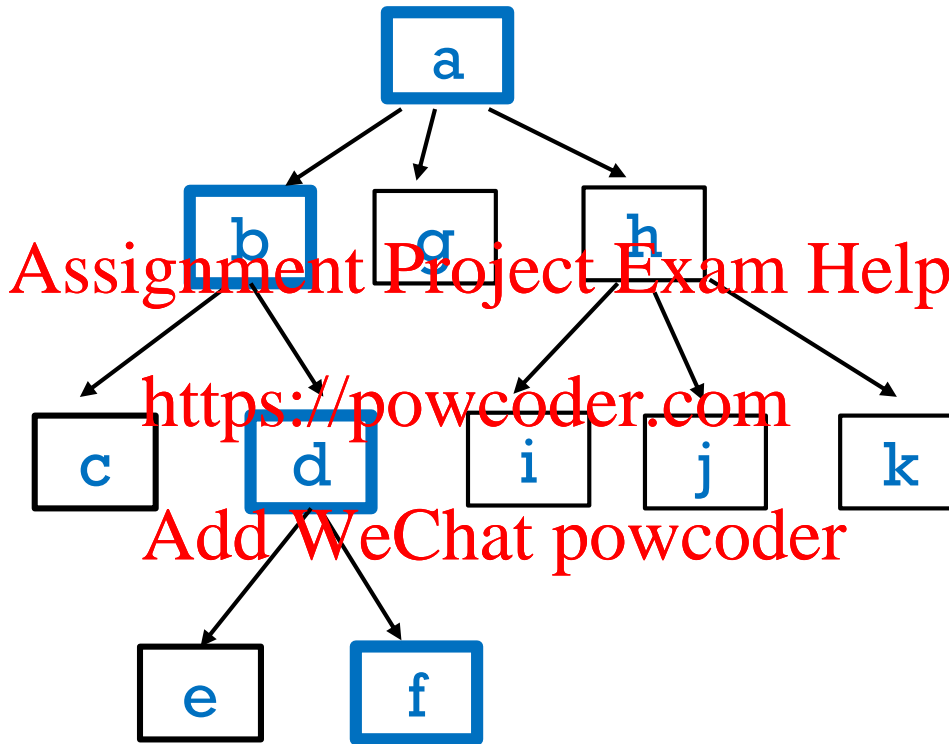 a
b g h
Assignment Project Exam Help
https://powcoder.com
c d i j k
Add WeChat powcoder
e f